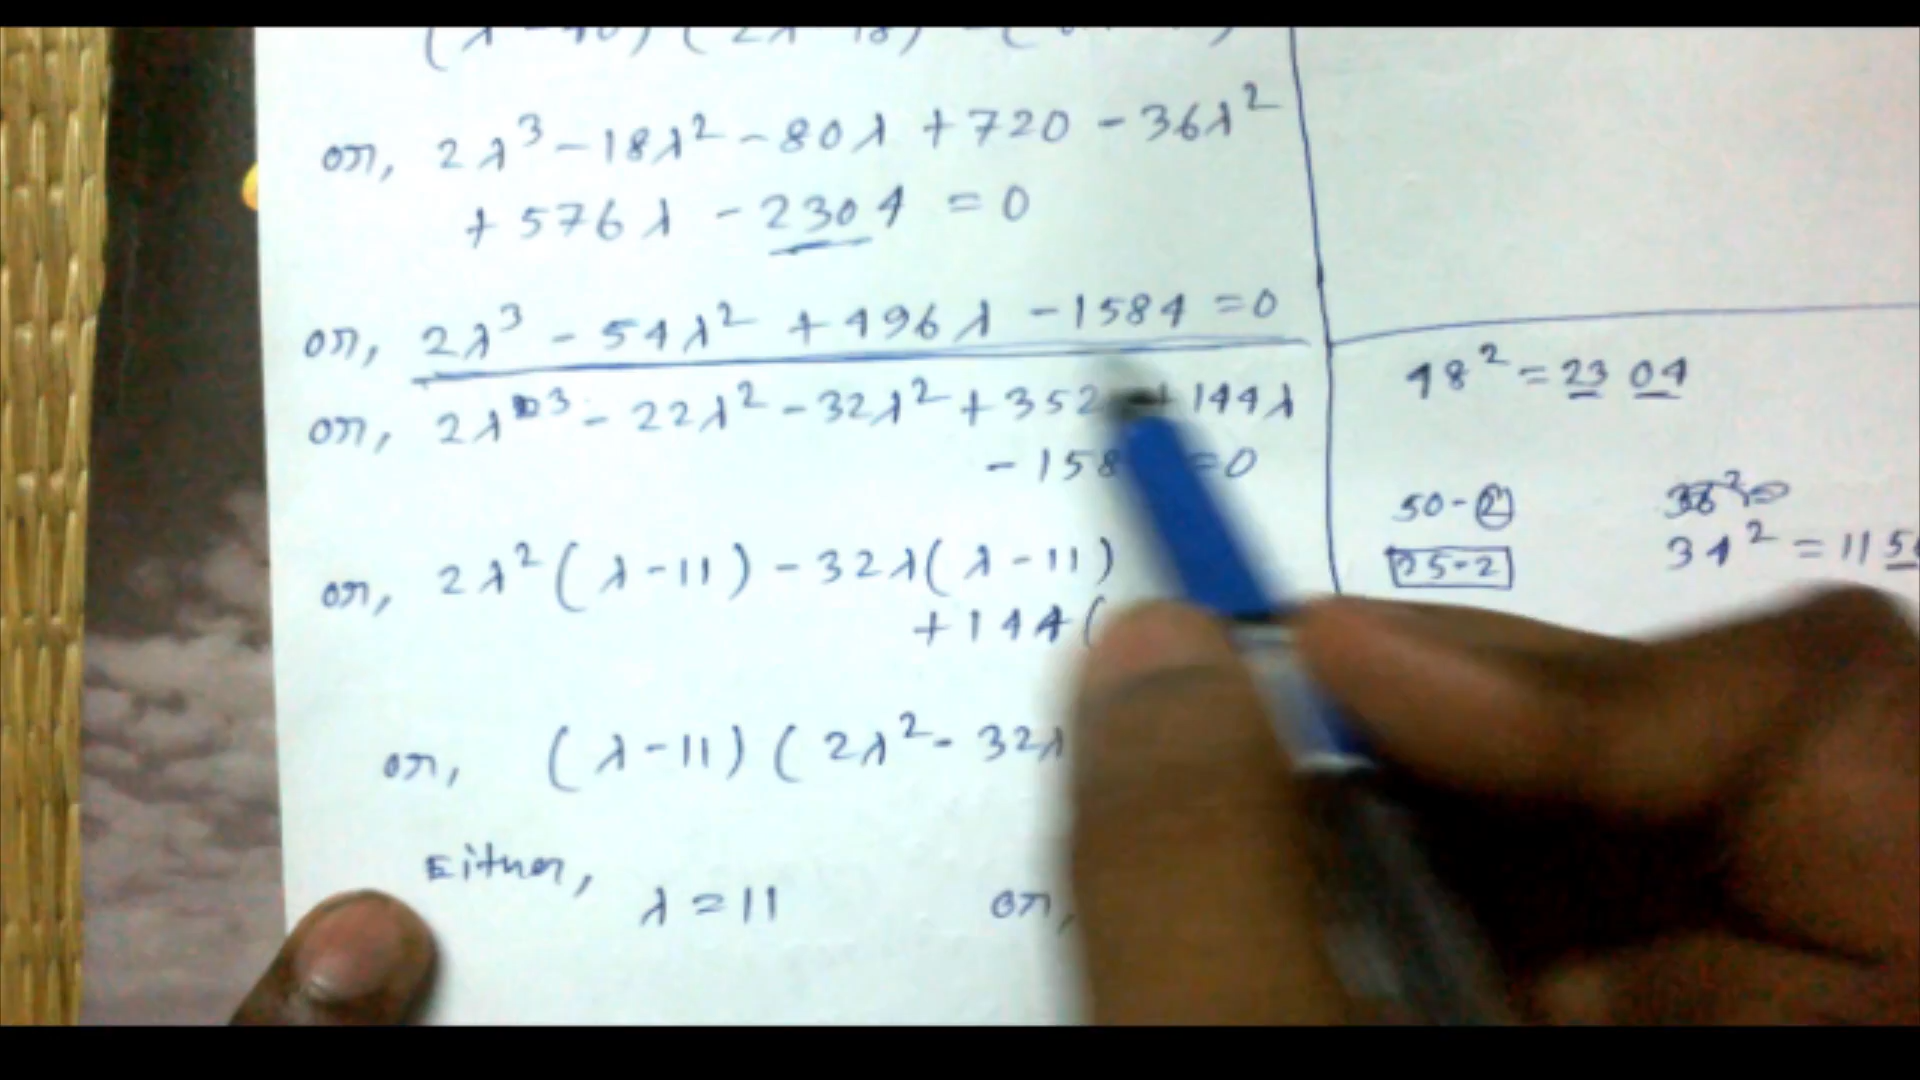 or, 2λ³ - 18λ² - 80λ + 720 - 36λ²
+ 576λ - 2304 = 0
or, 2λ³ - 54λ² + 496λ - 1584 = 0
or, 2λ³ - 22λ² - 32λ² + 352 + 144λ
- 158 = 0
or, 2λ² (λ - 11) - 32λ (λ - 11)
+ 144 (
or, (λ - 11) (2λ² - 32λ
Either, λ = 11 or,
48² = 2304
50 - 2
25 - 2
34² = 115